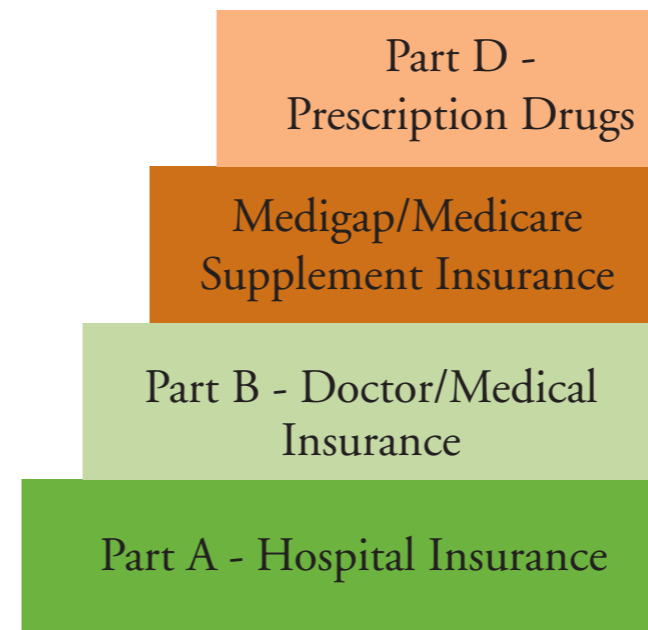 Part D -
Prescription Drugs
Medigap/Medicare
Supplement Insurance
Part B - Doctor/Medical
Insurance
Part A - Hospital Insurance